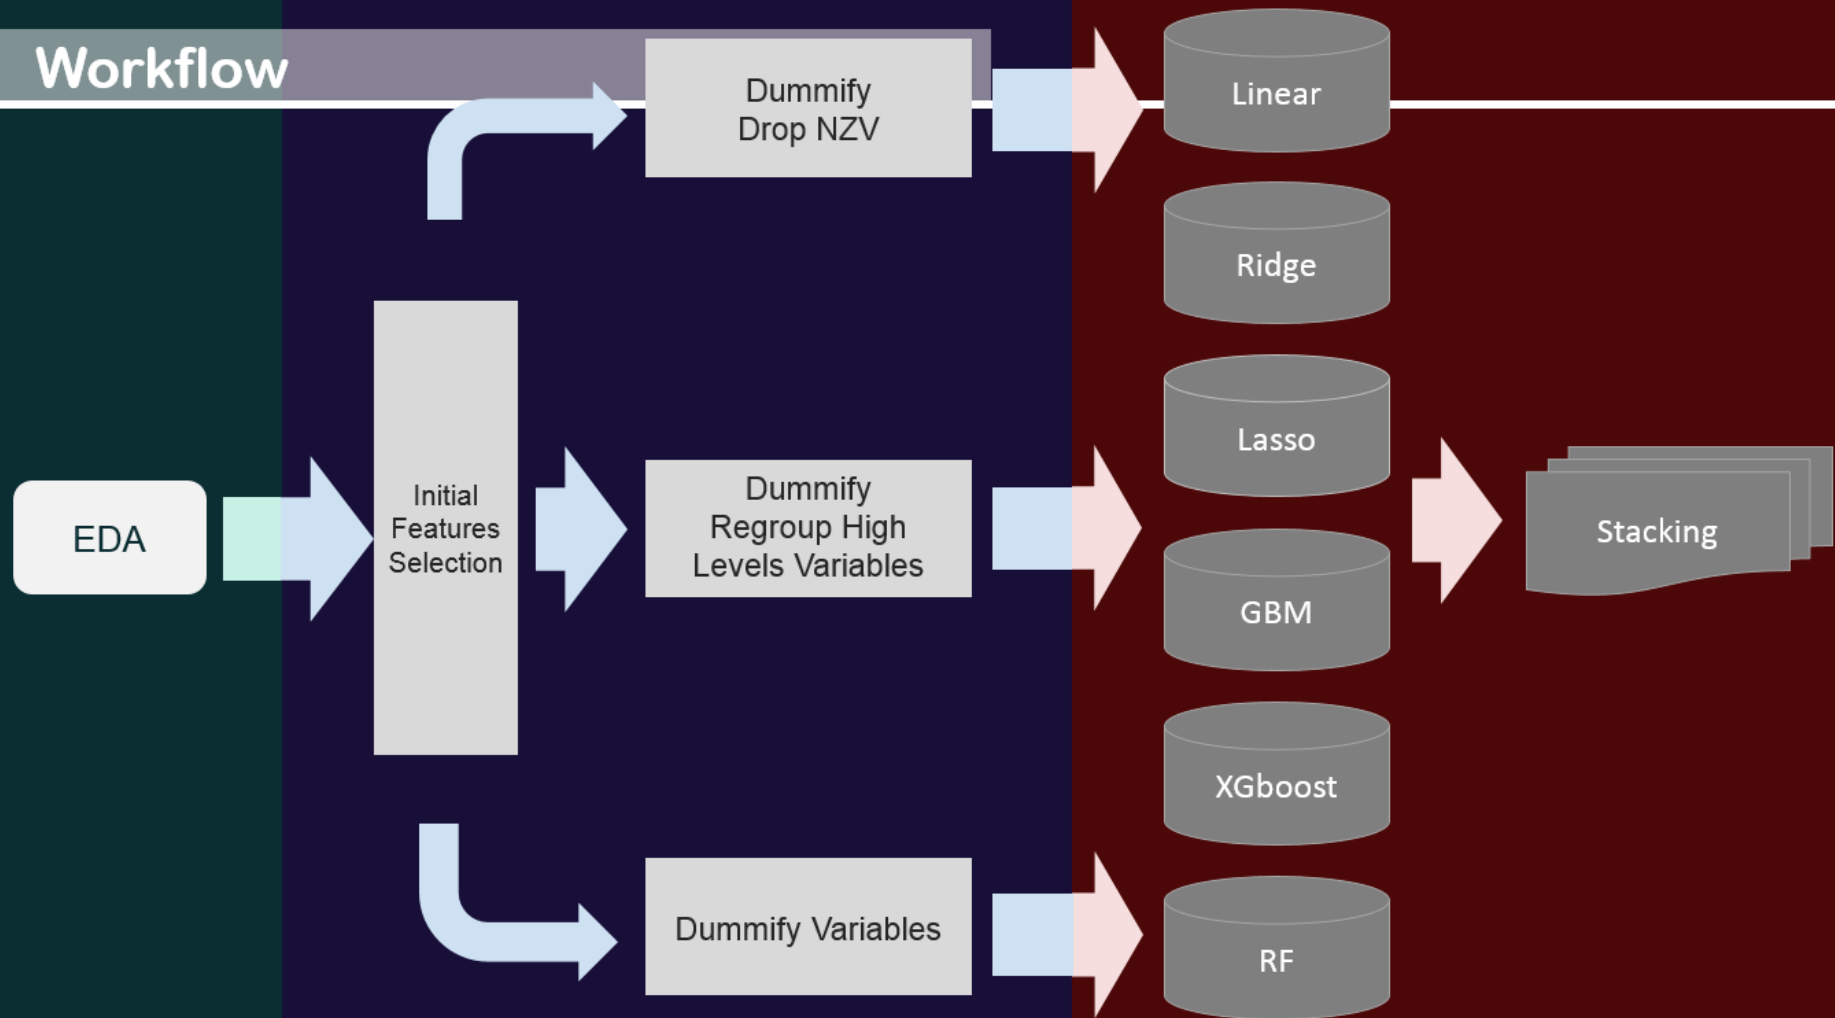 Workflow
EDA
Initial
Features
Selection
Dummify
Drop NZV
Dummify
Regroup High
Levels Variables
Dummify Variables
Linear
Ridge
Lasso
GBM
XGboost
RF
Stacking